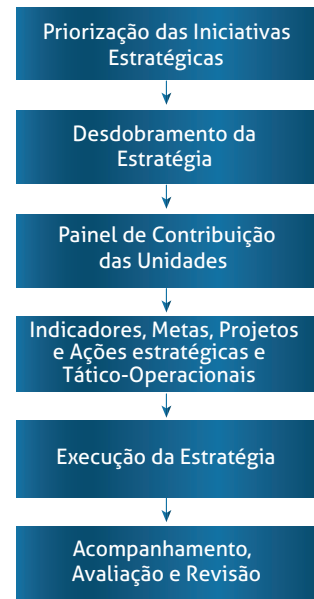 Priorização das Iniciativas
Estratégicas
Desdobramento da
Estratégia
Painel de Contribuição
das Unidades
Indicadores, Metas, Projetos
e Ações estratégicas e
Tático-Operacionais
Execução da Estratégia
Acompanhamento,
Avaliação e Revisão